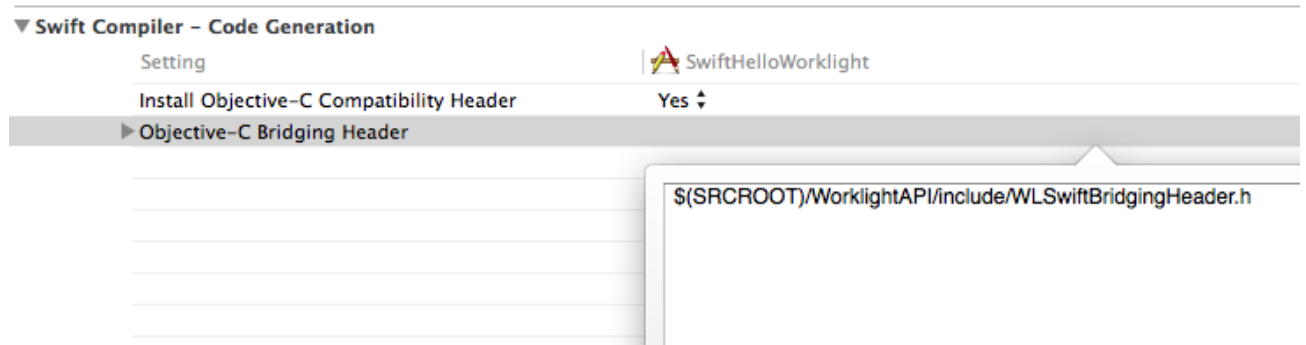 Swift Compiler – Code Generation
Setting SwiftHelloWorklight
Install Objective-C Compatibility Header Yes
Objective-C Bridging Header
$(SRCROOT)/WorklightAPI/include/WLSwiftBridgingHeader.h